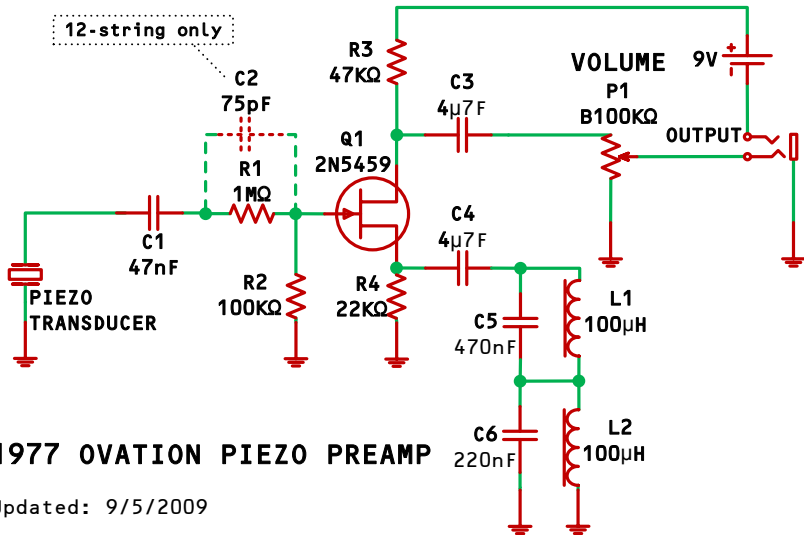 12-string only
C2
75pF
R3
47KΩ
C3
4µ7F
VOLUME
P1
B100KΩ
9V
+
-
OUTPUT
Q1
2N5459
R1
1MΩ
C1
47nF
R2
100KΩ
C4
4µ7F
R4
22KΩ
PIEZO
TRANSDUCER
C5
470nF
L1
100µH
C6
220nF
L2
100µH
1977 OVATION PIEZO PREAMP
Updated: 9/5/2009